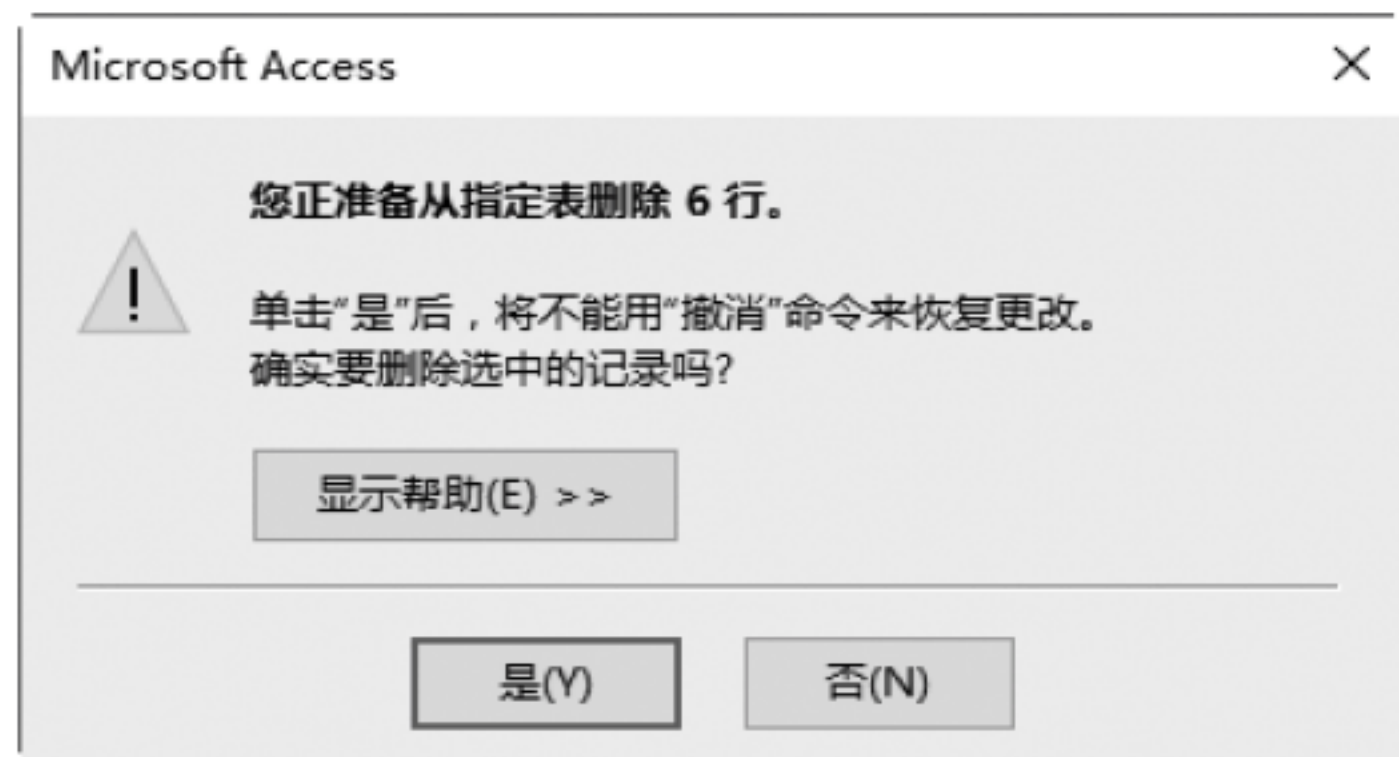 Microsoft Access
您正准备从指定表删除 6 行。
单击“是”后，将不能用“撤消”命令来恢复更改。
确实要删除选中的记录吗?
显示帮助(E) >>
是(Y)
否(N)